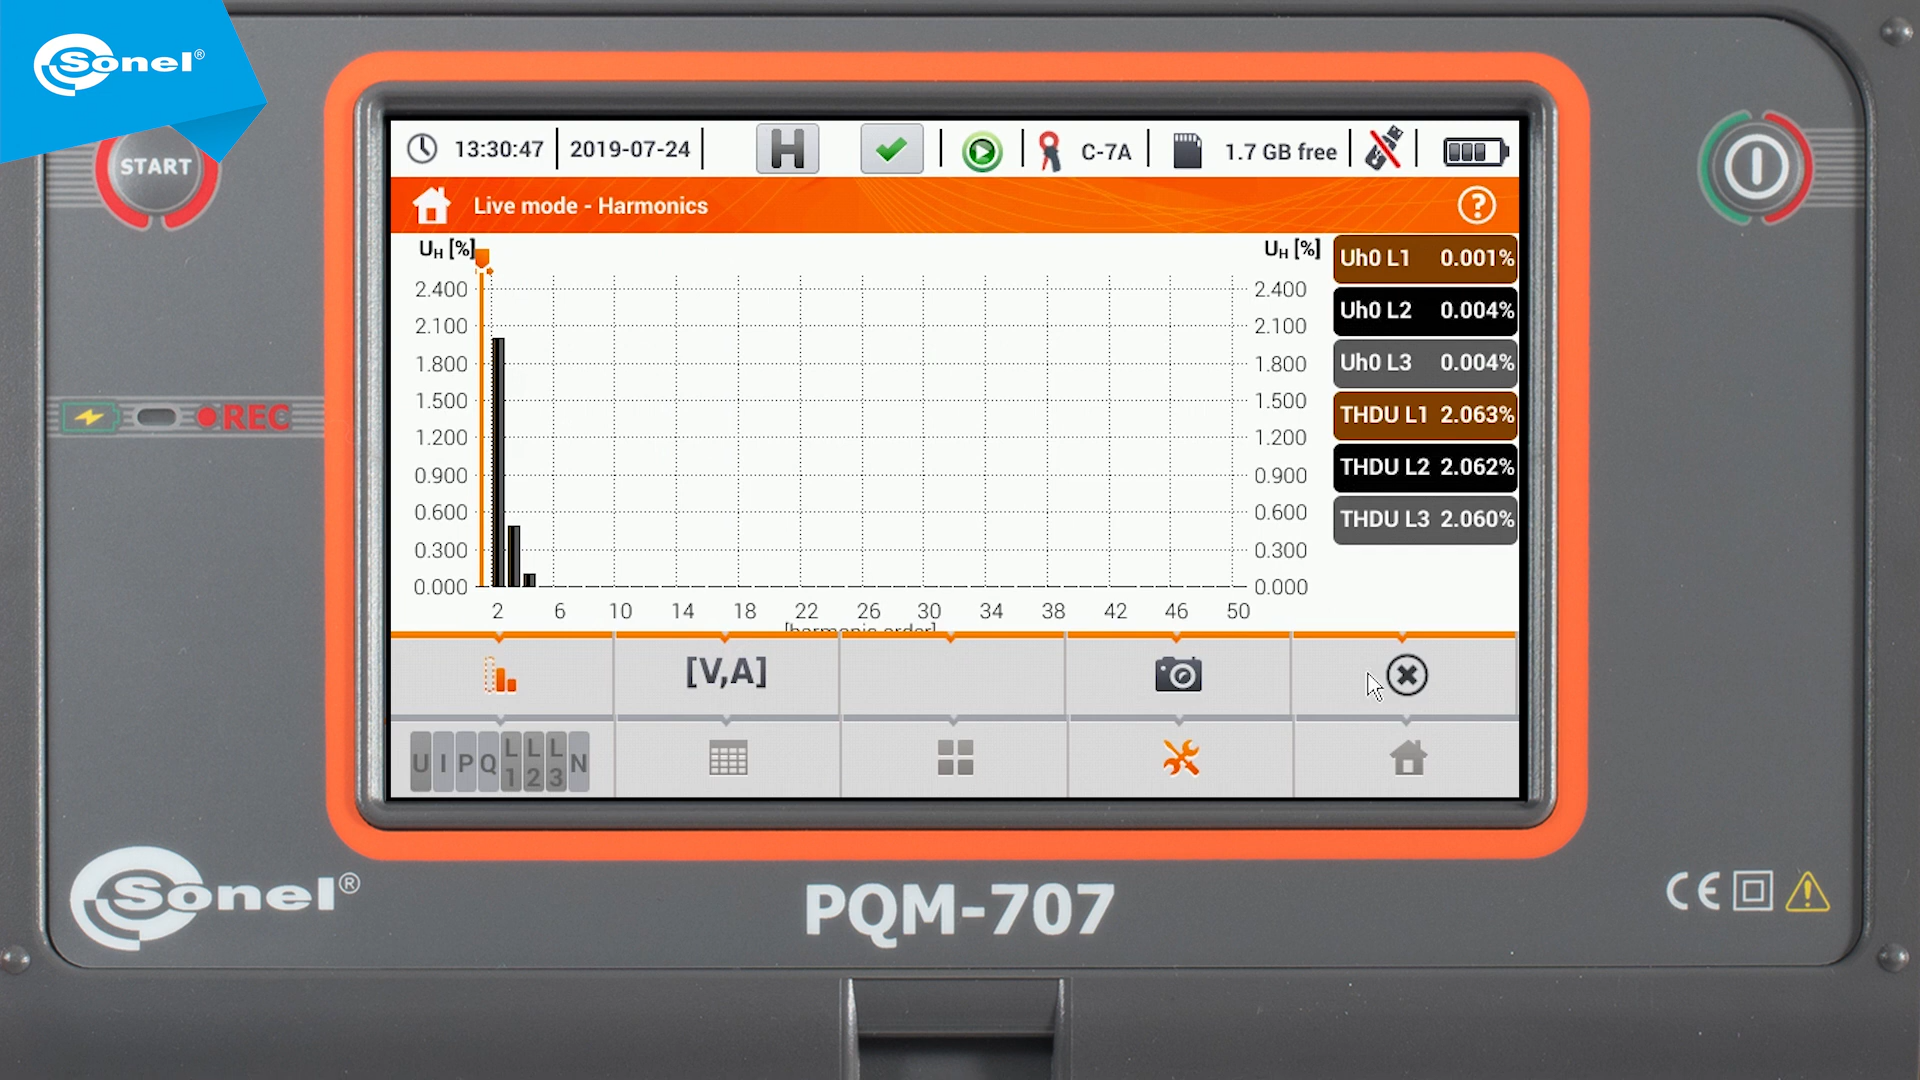 Sonel®
START
REC
13:30:47 2019-07-24 H C-7A 1.7 GB free
Live mode - Harmonics ?
UH [%] UH [%]
2.400 2.400
2.100 2.100
1.800 1.800
1.500 1.500
1.200 1.200
0.900 0.900
0.600 0.600
0.300 0.300
0.000 0.000
2 6 10 14 18 22 26 30 34 38 42 46 50
[harmonic order]
Uh0 L1 0.001%
Uh0 L2 0.004%
Uh0 L3 0.004%
THDU L1 2.063%
THDU L2 2.062%
THDU L3 2.060%
[V,A]
U I P Q L1 L2 L3 N
Sonel®
PQM-707
CE